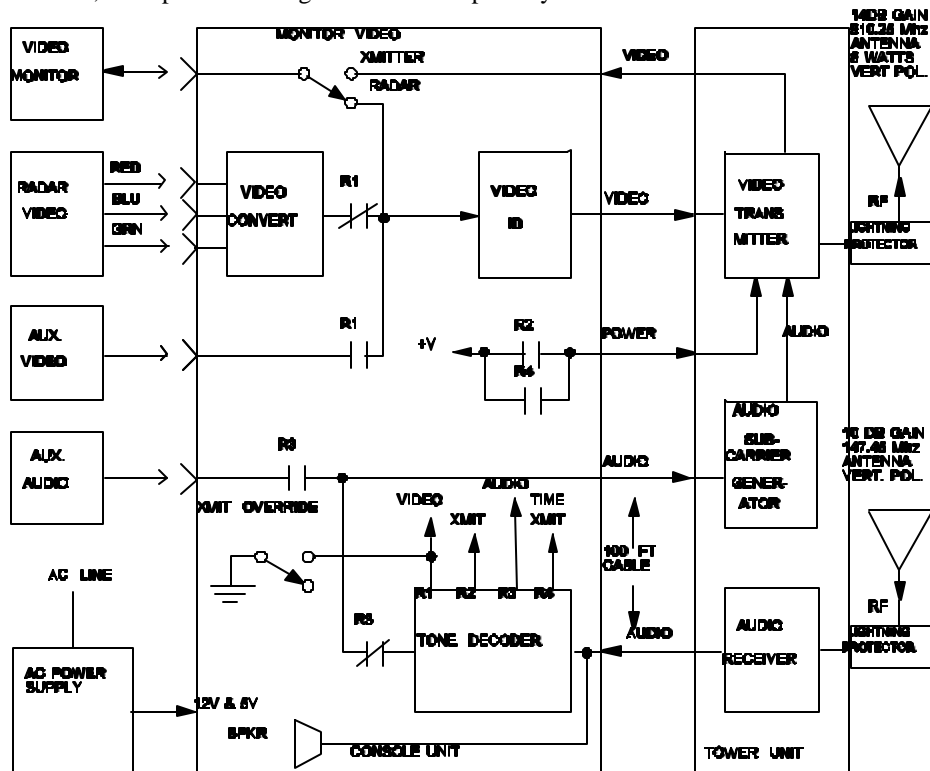 MONITOR VIDEO
VIDEO
MONITOR
XMITTER
RADAR
VIDEO
14DB GAIN
ANTENNA
WATTS
VERT POL.
RADAR
VIDEO
RED
BLU
GRN
VIDEO
CONVERT
R1
VIDEO
ID
VIDEO
VIDEO
TRANS
MITTER
RF
LIGHTNING
PROTECTOR
AUX.
VIDEO
R1
+V
R2
R4
POWER
AUDIO
AUX.
AUDIO
R3
AUDIO
AUDIO
SUB-
CARRIER
GENER-
ATOR
10 DB GAIN
147.45 Mhz
ANTENNA
VERT. POL.
XMIT OVERRIDE
VIDEO
XMIT
AUDIO
TIME
XMIT
100 FT
CABLE
AC LINE
R1
R2
R3
TONE DECODER
AUDIO
AUDIO
RECEIVER
RF
LIGHTNING
PROTECTOR
AC POWER
SUPPLY
12V & 5V
SPKR
CONSOLE UNIT
TOWER UNIT